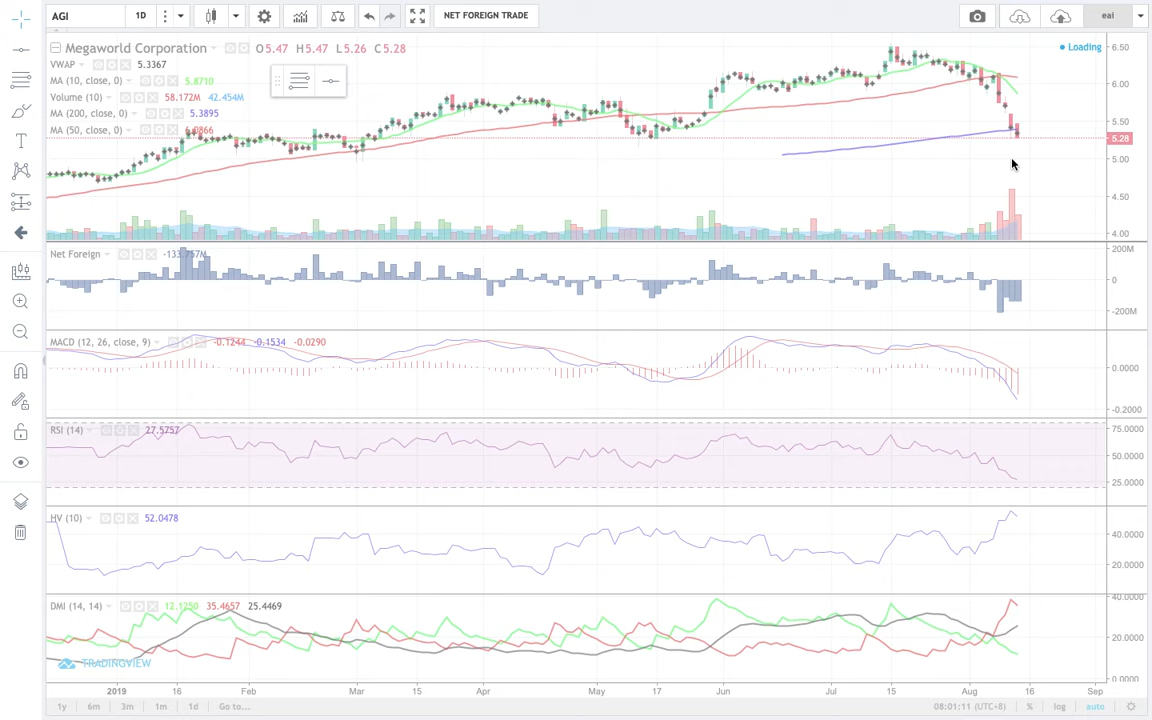 AGI 1D NET FOREIGN TRADE eai
Megaworld Corporation O5.47 H5.47 L5.26 C5.28
Loading
VWAP 5.3367
MA (10, close, 0) 5.8710
Volume (10) 58.172M 42.454M
MA (200, close, 0) 5.3895
MA (50, close, 0) 6.0866
6.50
6.00
5.50
5.28
5.00
4.50
4.00
Net Foreign -133.757M
200M
0
-200M
MACD (12, 26, close, 9) -0.1244 -0.1534 -0.0290
0.0000
-0.2000
RSI (14) 27.5757
75.0000
50.0000
25.0000
HV (10) 52.0478
40.0000
20.0000
DMI (14, 14) 12.1250 35.4657 25.4469
40.0000
20.0000
0.0000
TRADINGVIEW
2019 16 Feb Mar 15 Apr May 17 Jun Jul 15 Aug 16 Sep
1y 6m 3m 1m 1d Go to... 08:01:11 (UTC+8) % log auto